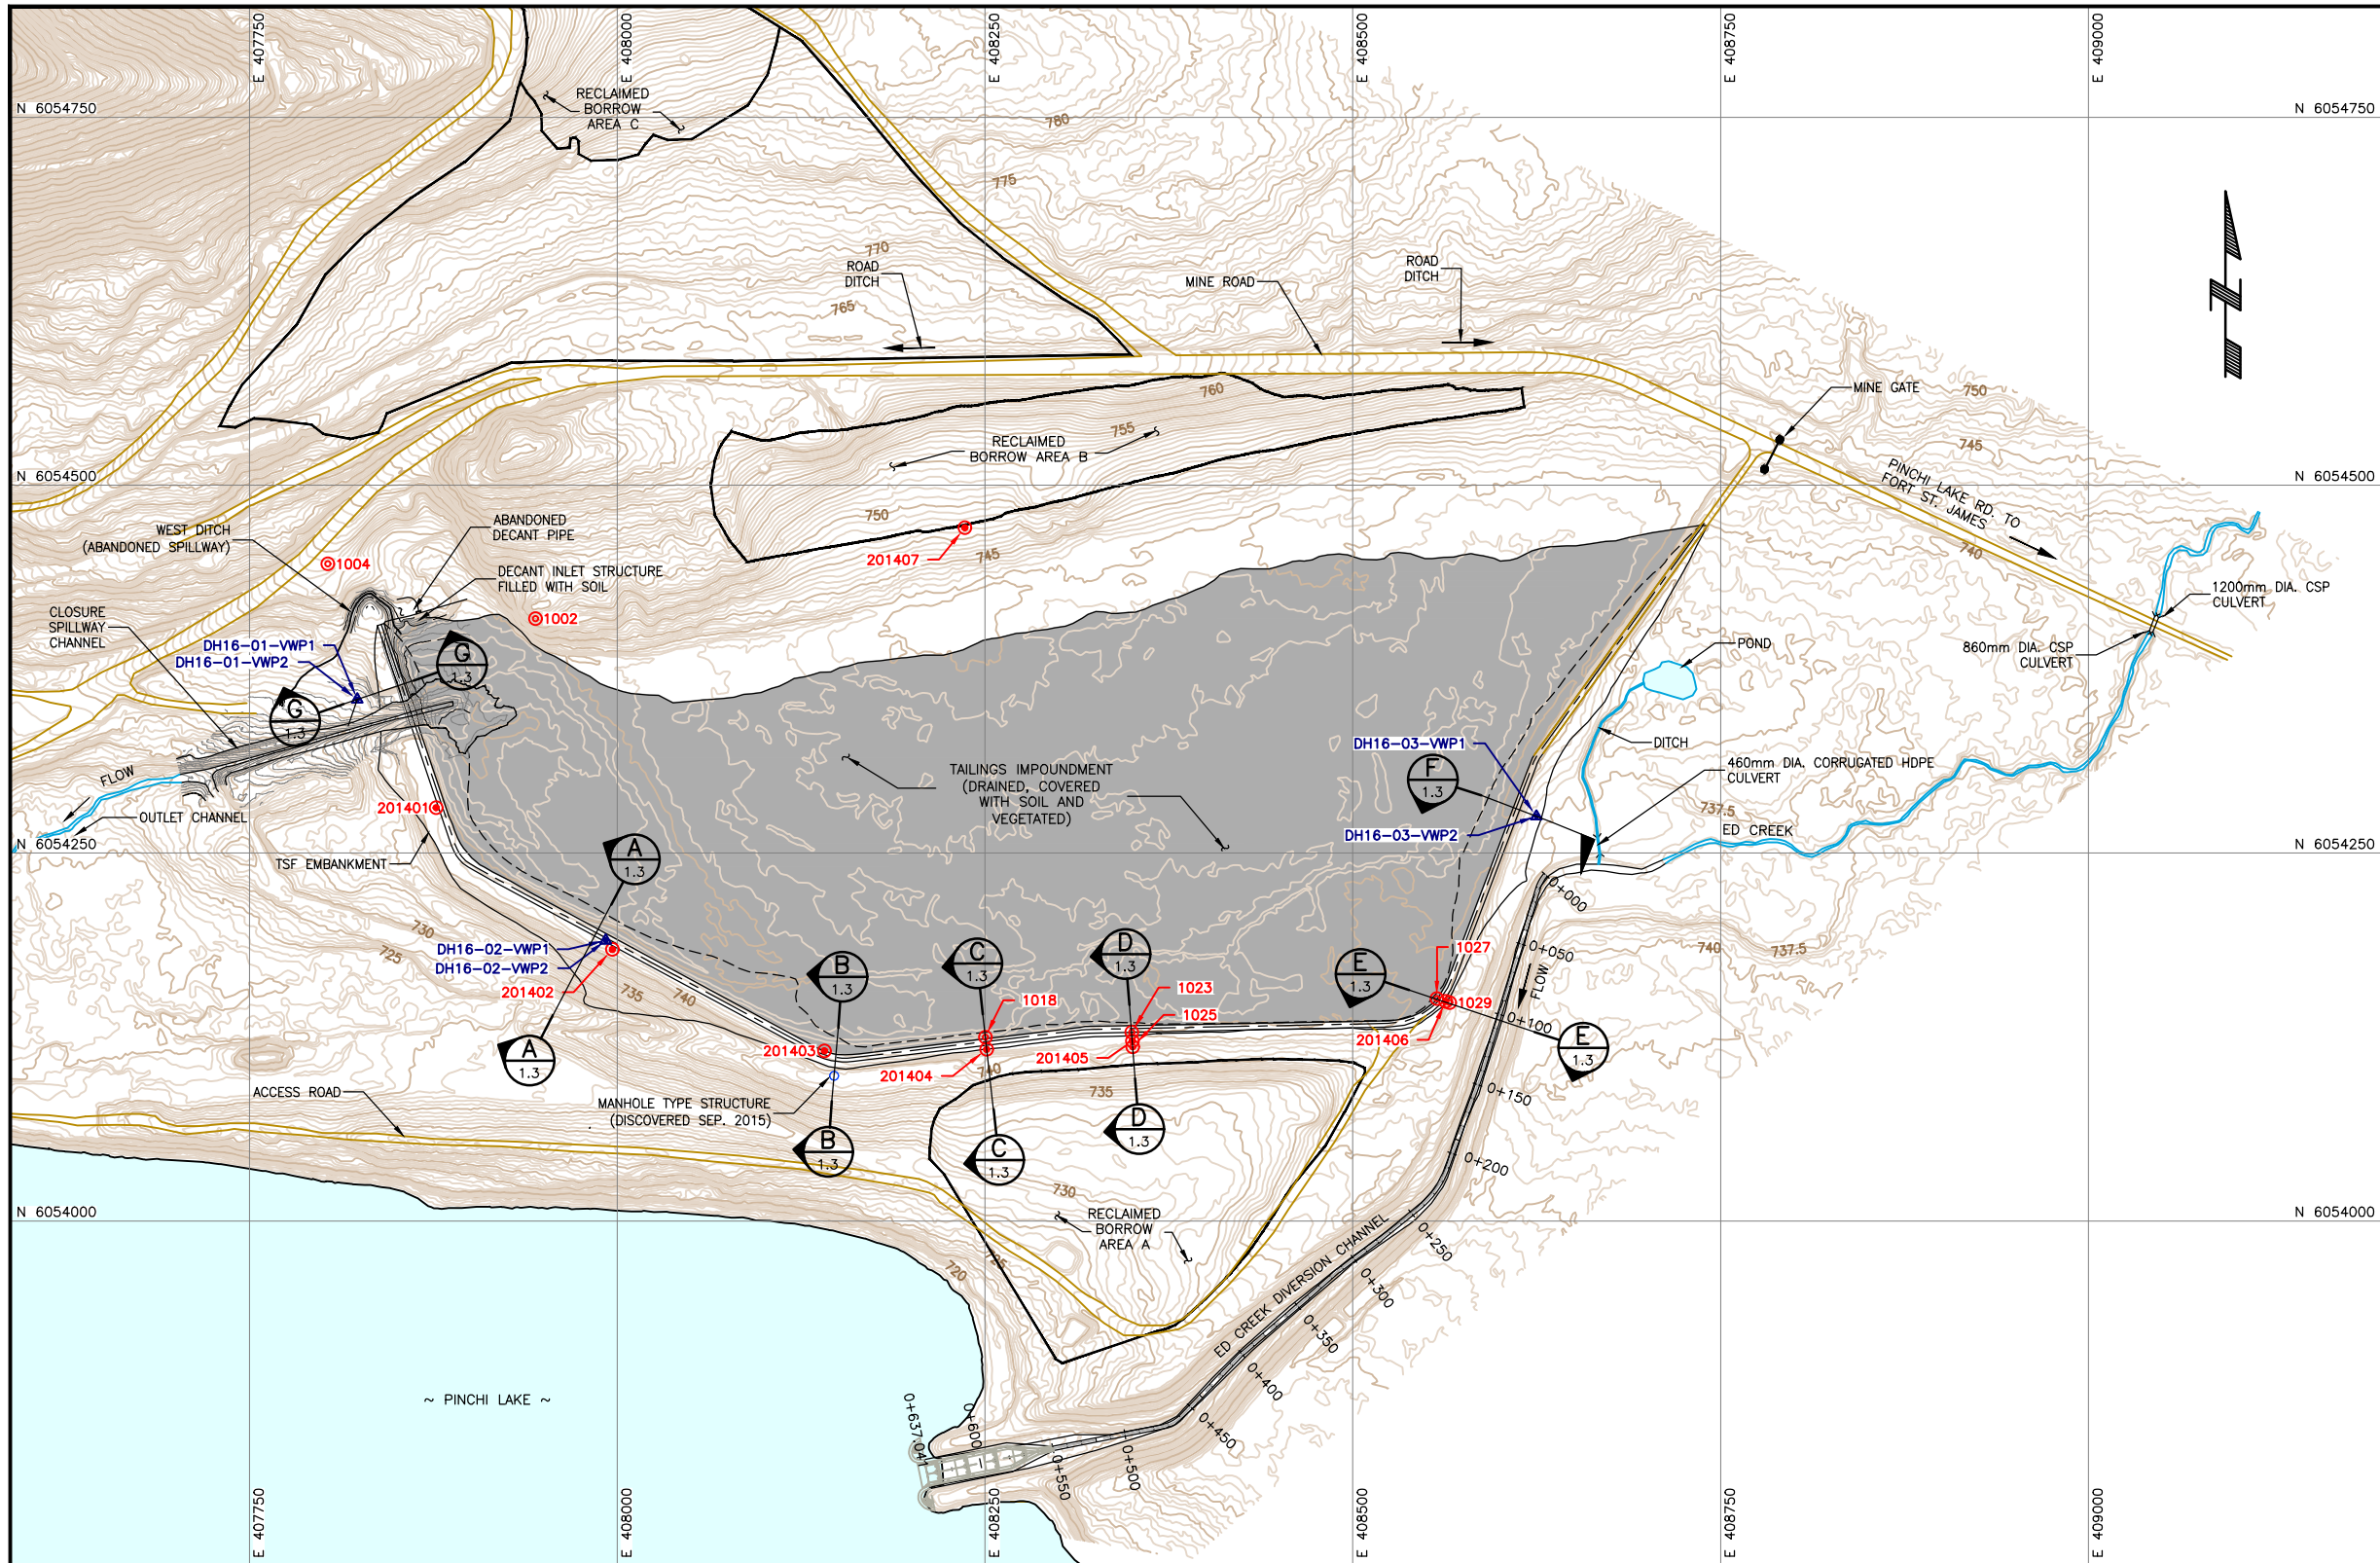 E 407750
E 408000
E 408250
E 408500
E 408750
E 409000
N 6054750
N 6054750
RECLAIMED
BORROW
AREA C
780
775
770
765
ROAD
DITCH
MINE ROAD
ROAD
DITCH
760
755
750
745
MINE GATE
750
745
740
RECLAIMED
BORROW AREA B
PINCHI LAKE RD. TO
FORT ST. JAMES
N 6054500
N 6054500
WEST DITCH
(ABANDONED SPILLWAY)
ABANDONED
DECANT PIPE
DECANT INLET STRUCTURE
FILLED WITH SOIL
1004
1002
201407
CLOSURE
SPILLWAY
CHANNEL
DH16-01-VWP1
DH16-01-VWP2
G
1.3
G
1.3
1200mm DIA. CSP
CULVERT
860mm DIA. CSP
CULVERT
POND
DITCH
460mm DIA. CORRUGATED HDPE
CULVERT
737.5
ED CREEK
DH16-03-VWP1
F
1.3
DH16-03-VWP2
TAILINGS IMPOUNDMENT
(DRAINED, COVERED
WITH SOIL AND
VEGETATED)
FLOW
OUTLET CHANNEL
201401
TSF EMBANKMENT
N 6054250
N 6054250
A
1.3
730
725
735
740
DH16-02-VWP1
DH16-02-VWP2
201402
A
1.3
B
1.3
C
1.3
D
1.3
E
1.3
1018
1023
1025
1027
1029
201403
201404
201405
201406
740
735
E
1.3
0+000
0+050
FLOW
0+100
0+150
0+200
740
737.5
ACCESS ROAD
MANHOLE TYPE STRUCTURE
(DISCOVERED SEP. 2015)
B
1.3
C
1.3
D
1.3
730
725
720
RECLAIMED
BORROW
AREA A
N 6054000
N 6054000
ED CREEK DIVERSION CHANNEL
0+250
0+300
0+350
0+400
0+450
0+500
0+550
0+600
0+637.041
~ PINCHI LAKE ~
E 407750
E 408000
E 408250
E 408500
E 408750
E 409000